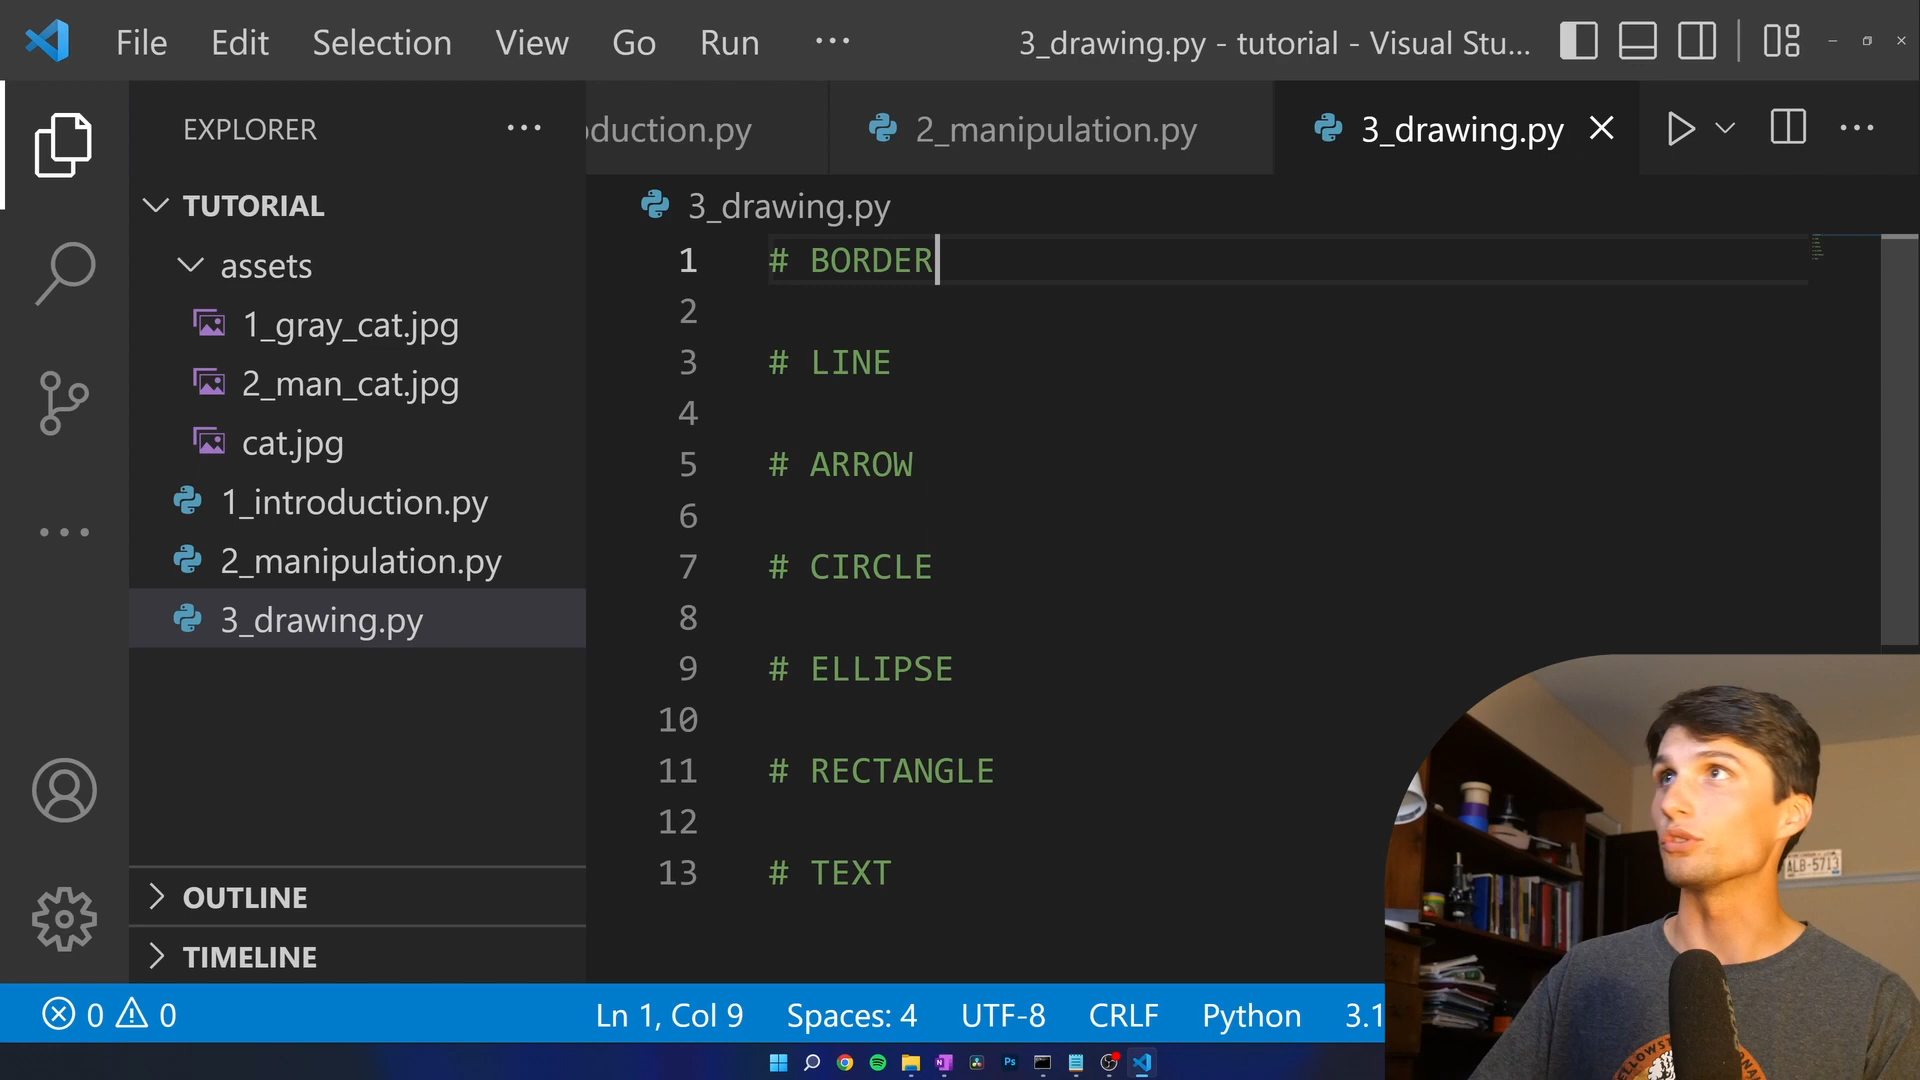 File Edit Selection View Go Run ···
3_drawing.py - tutorial - Visual Stu...
EXPLORER
TUTORIAL
assets
1_gray_cat.jpg
2_man_cat.jpg
cat.jpg
1_introduction.py
2_manipulation.py
3_drawing.py
OUTLINE
TIMELINE
duction.py
2_manipulation.py
3_drawing.py
3_drawing.py
1 # BORDER
2
3 # LINE
4
5 # ARROW
6
7 # CIRCLE
8
9 # ELLIPSE
10
11 # RECTANGLE
12
13 # TEXT
0 0
Ln 1, Col 9 Spaces: 4 UTF-8 CRLF Python 3.1
Ps
ALB-5713